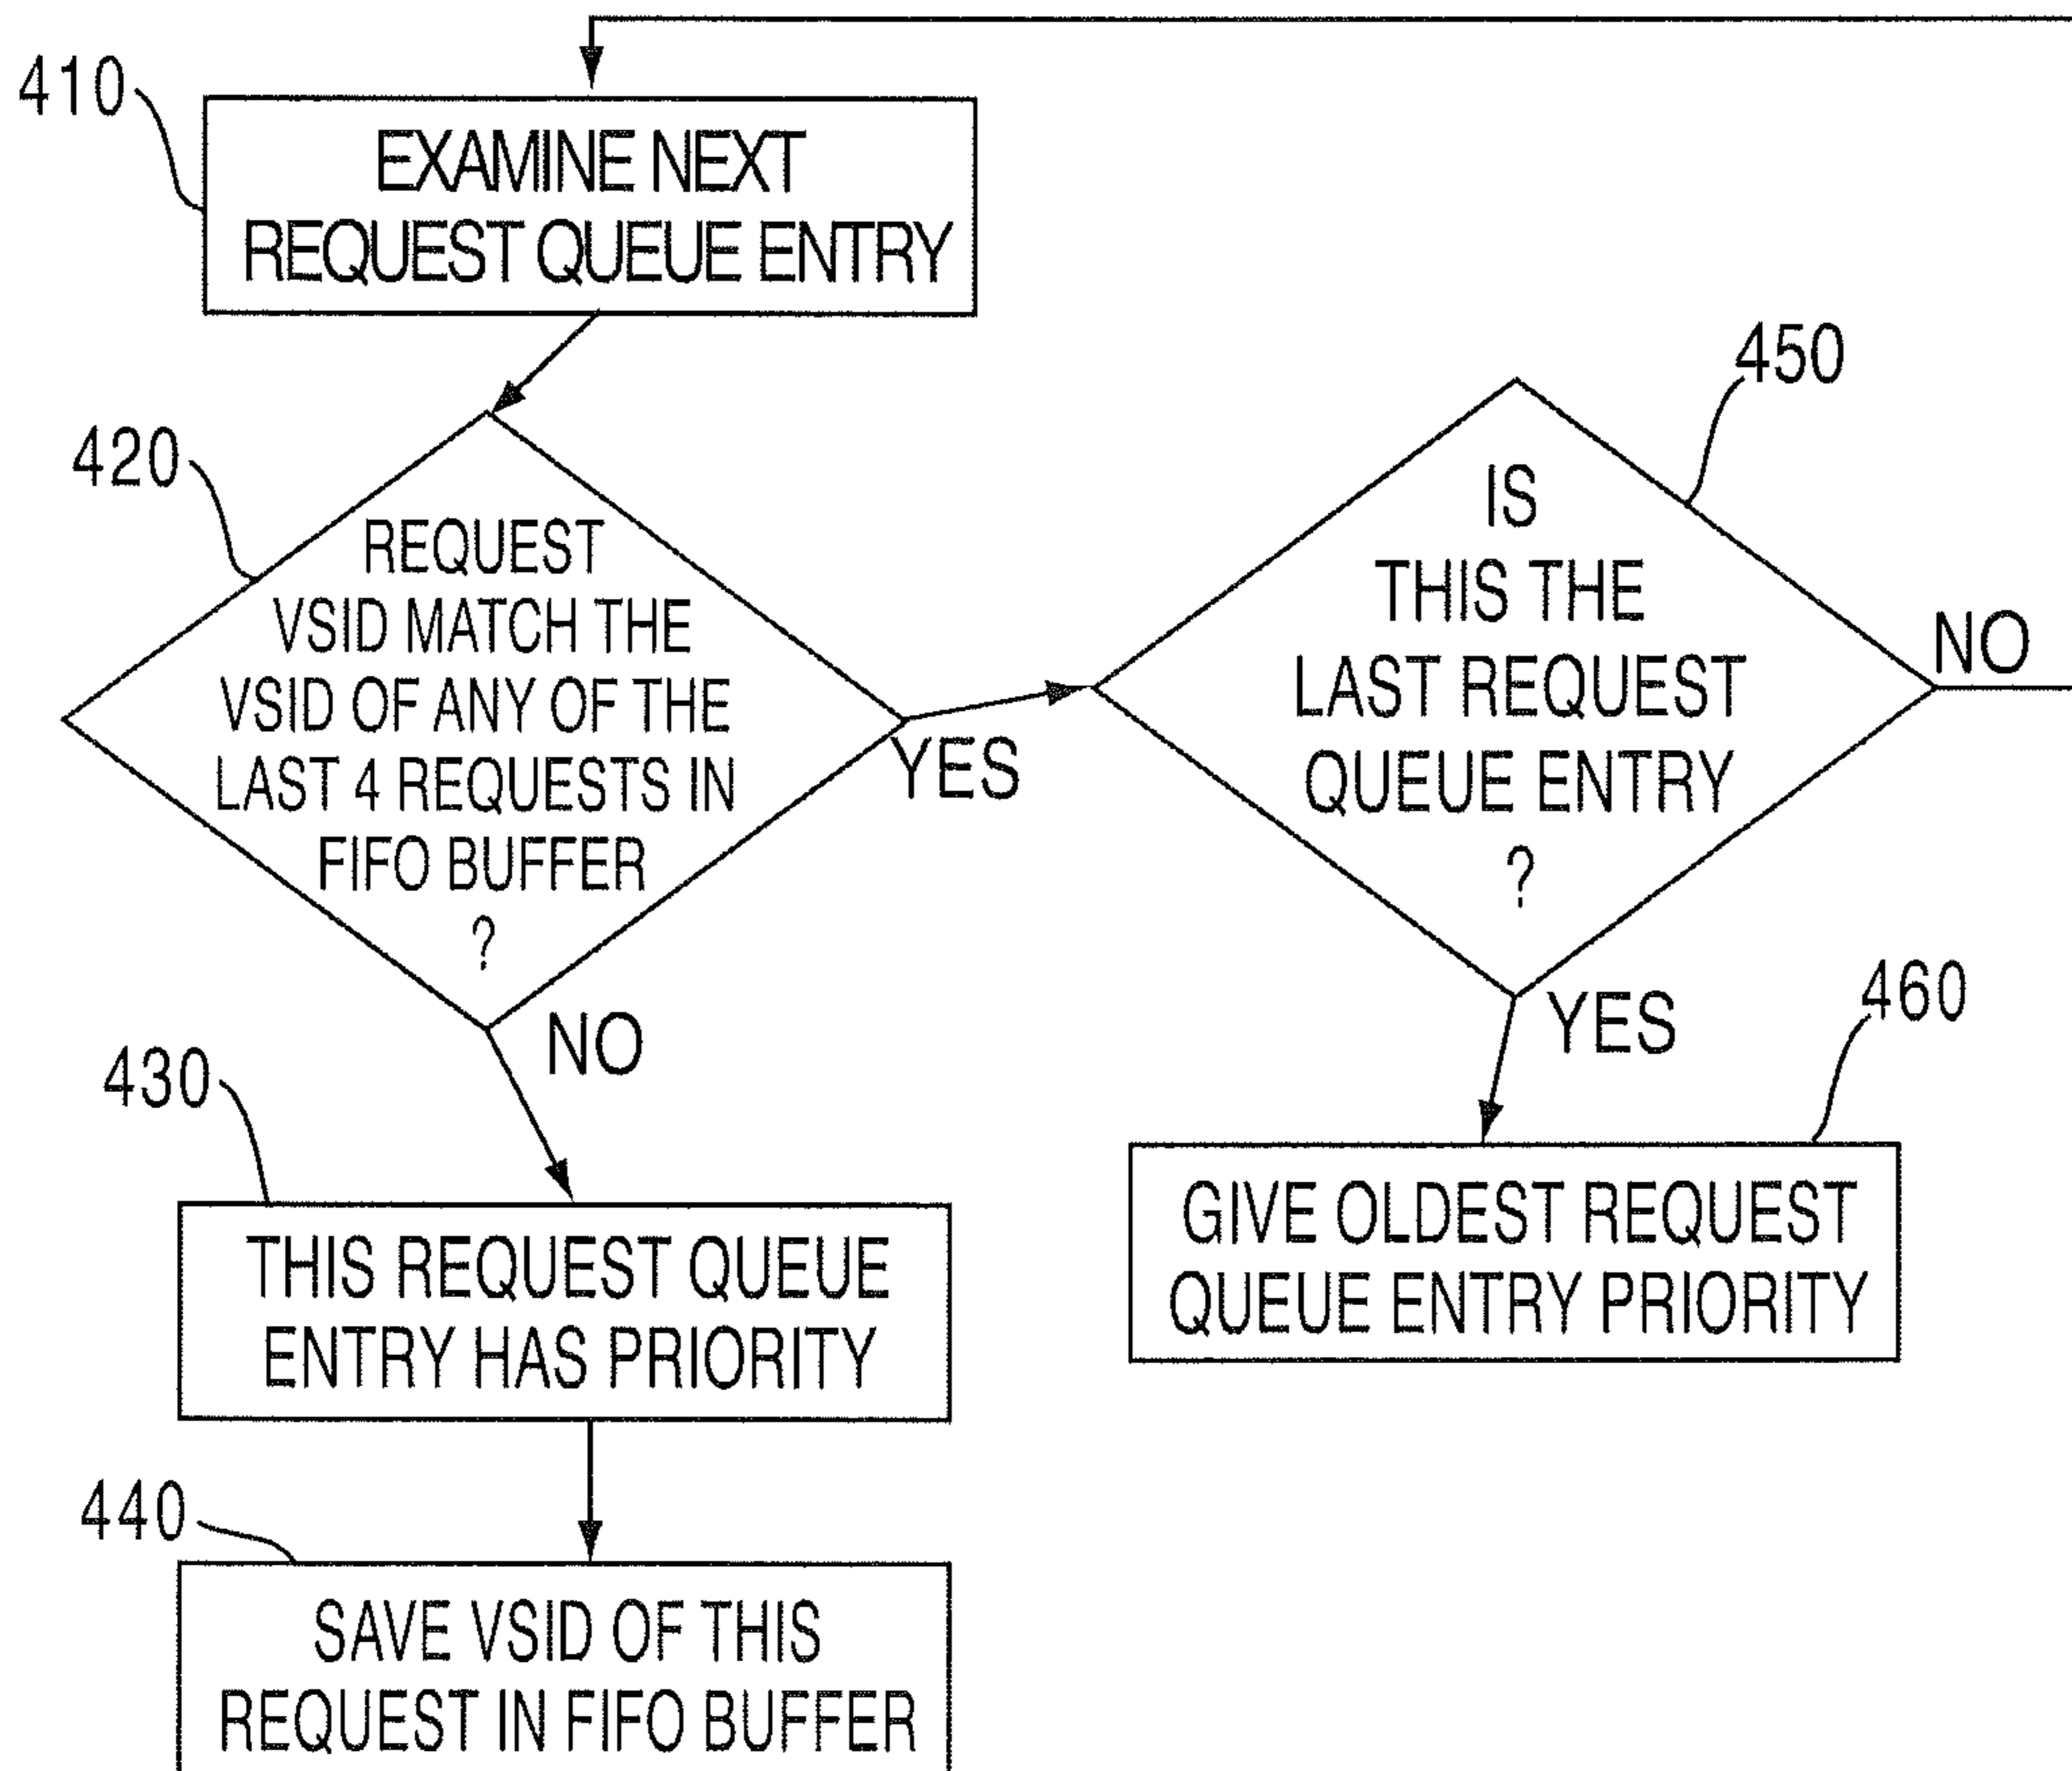 410
EXAMINE NEXT
REQUEST QUEUE ENTRY
420
REQUEST
VSID MATCH THE
VSID OF ANY OF THE
LAST 4 REQUESTS IN
FIFO BUFFER
?
YES
NO
450
IS
THIS THE
LAST REQUEST
QUEUE ENTRY
?
NO
YES
430
THIS REQUEST QUEUE
ENTRY HAS PRIORITY
460
GIVE OLDEST REQUEST
QUEUE ENTRY PRIORITY
440
SAVE VSID OF THIS
REQUEST IN FIFO BUFFER